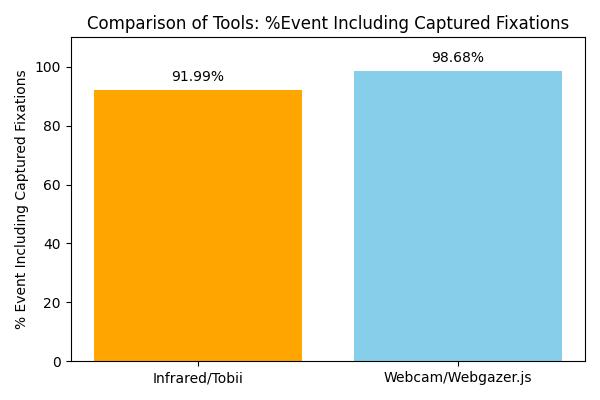 Comparison of Tools: %Event Including Captured Fixations
% Event Including Captured Fixations
100
80
60
40
20
0
91.99%
98.68%
Infrared/Tobii
Webcam/Webgazer.js